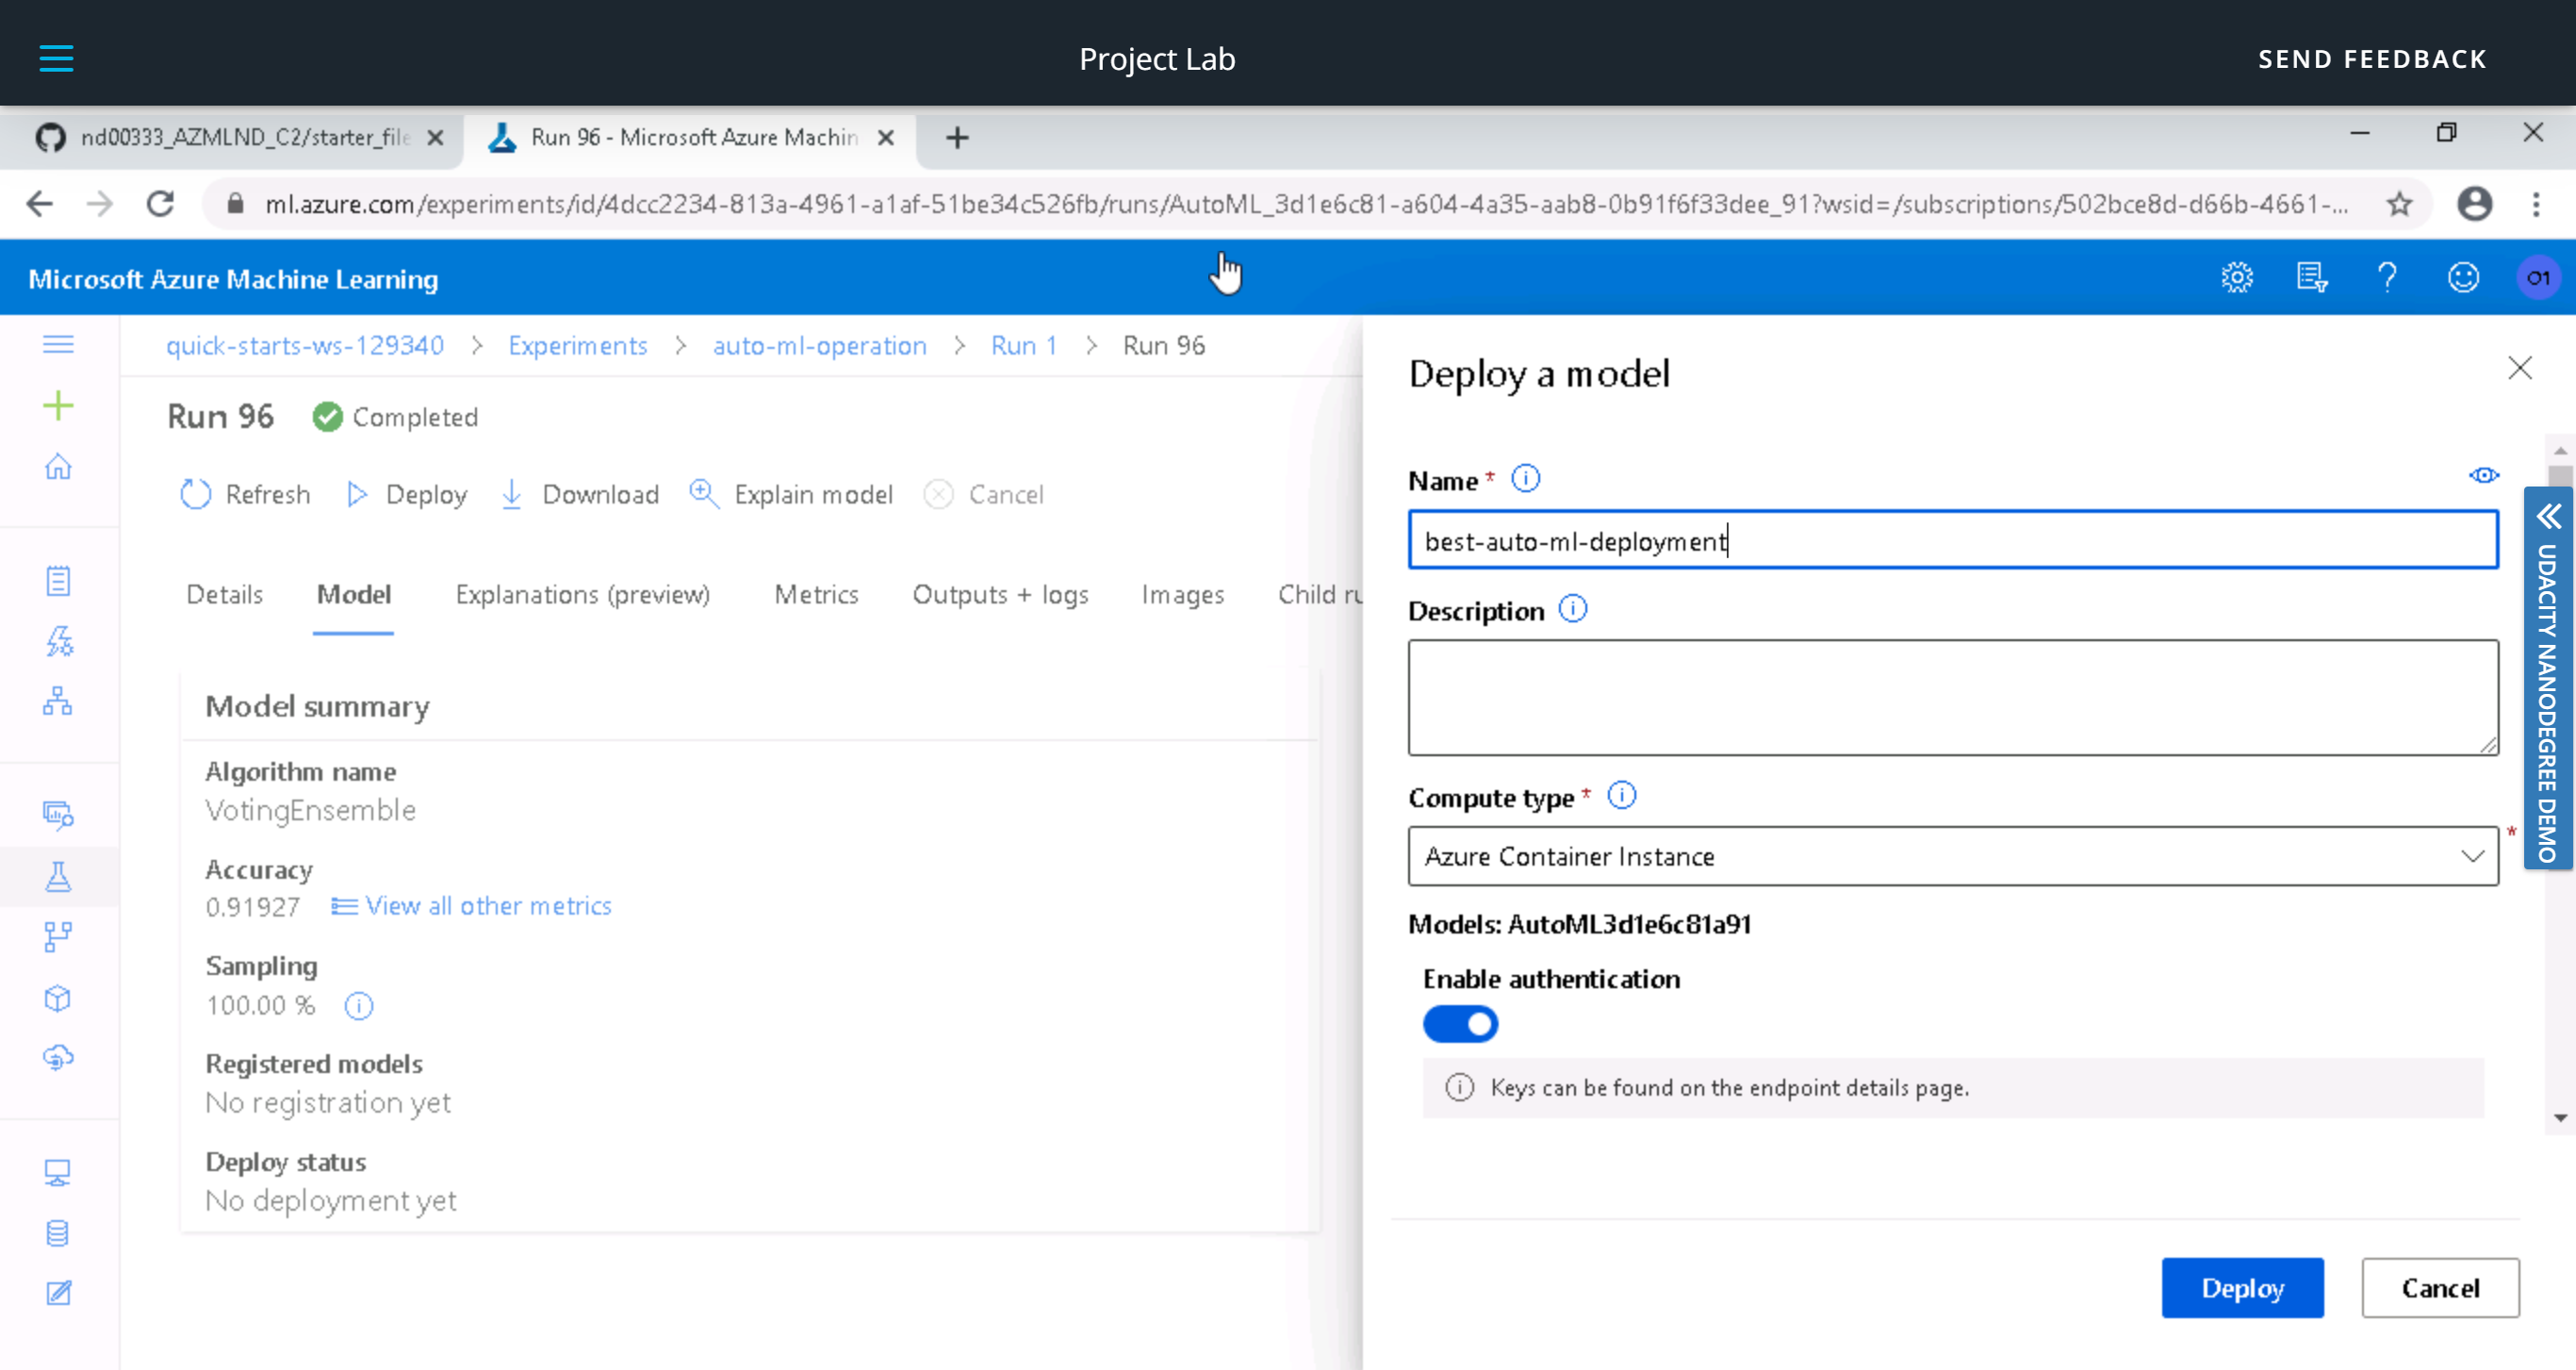 Project Lab
SEND FEEDBACK
nd00333_AZMLND_C2/starter_file
Run 96 - Microsoft Azure Machin
ml.azure.com/experiments/id/4dcc2234-813a-4961-a1af-51be34c526fb/runs/AutoML_3d1e6c81-a604-4a35-aab8-0b91f6f33dee_91?wsid=/subscriptions/502bce8d-d66b-4661-...
Microsoft Azure Machine Learning
O1
quick-starts-ws-129340 > Experiments > auto-ml-operation > Run 1 > Run 96
Run 96
Completed
Refresh
Deploy
Download
Explain model
Cancel
Details
Model
Explanations (preview)
Metrics
Outputs + logs
Images
Child ru
Model summary
Algorithm name
VotingEnsemble
Accuracy
0.91927
View all other metrics
Sampling
100.00 %
Registered models
No registration yet
Deploy status
No deployment yet
Deploy a model
Name *
best-auto-ml-deployment
Description
Compute type *
Azure Container Instance
*
Models: AutoML3d1e6c81a91
Enable authentication
Keys can be found on the endpoint details page.
Deploy
Cancel
UDACITY NANODEGREE DEMO